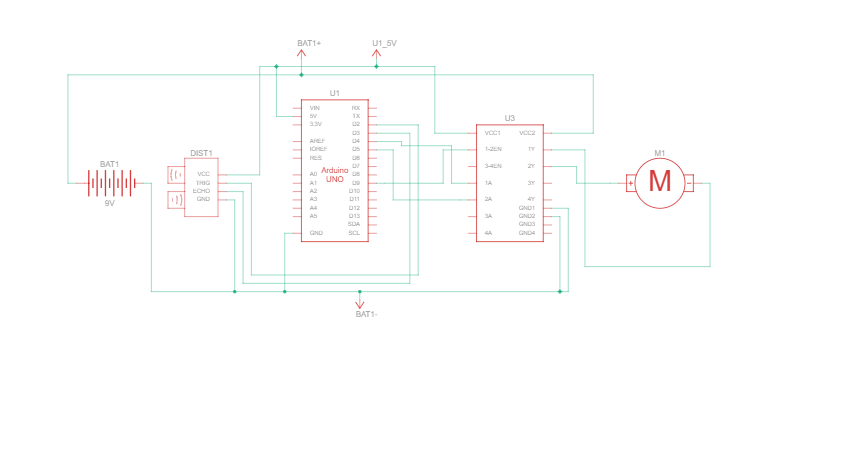 BAT1+
U1_5V
U1
VIN
5V
3.3V
AREF
IOREF
RES
A0
A1
A2
A3
A4
A5
GND
Arduino
UNO
RX
TX
D2
D3
D4
D5
D6
D7
D8
D9
D10
D11
D12
D13
SDA
SCL
U3
VCC1
1-2EN
3-4EN
1A
2A
3A
4A
VCC2
1Y
2Y
3Y
4Y
GND1
GND2
GND3
GND4
DIST1
VCC
TRIG
ECHO
GND
BAT1
9V
M1
+
M
-
BAT1-